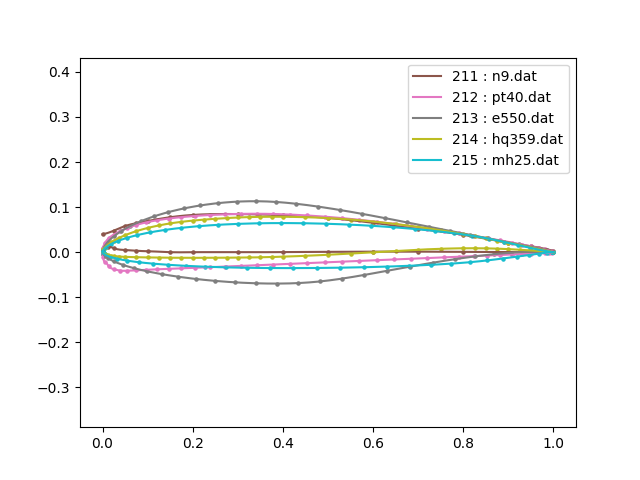 0.4
0.3
0.2
0.1
0.0
−0.1
−0.2
−0.3
0.0 0.2 0.4 0.6 0.8 1.0
211 : n9.dat
212 : pt40.dat
213 : e550.dat
214 : hq359.dat
215 : mh25.dat